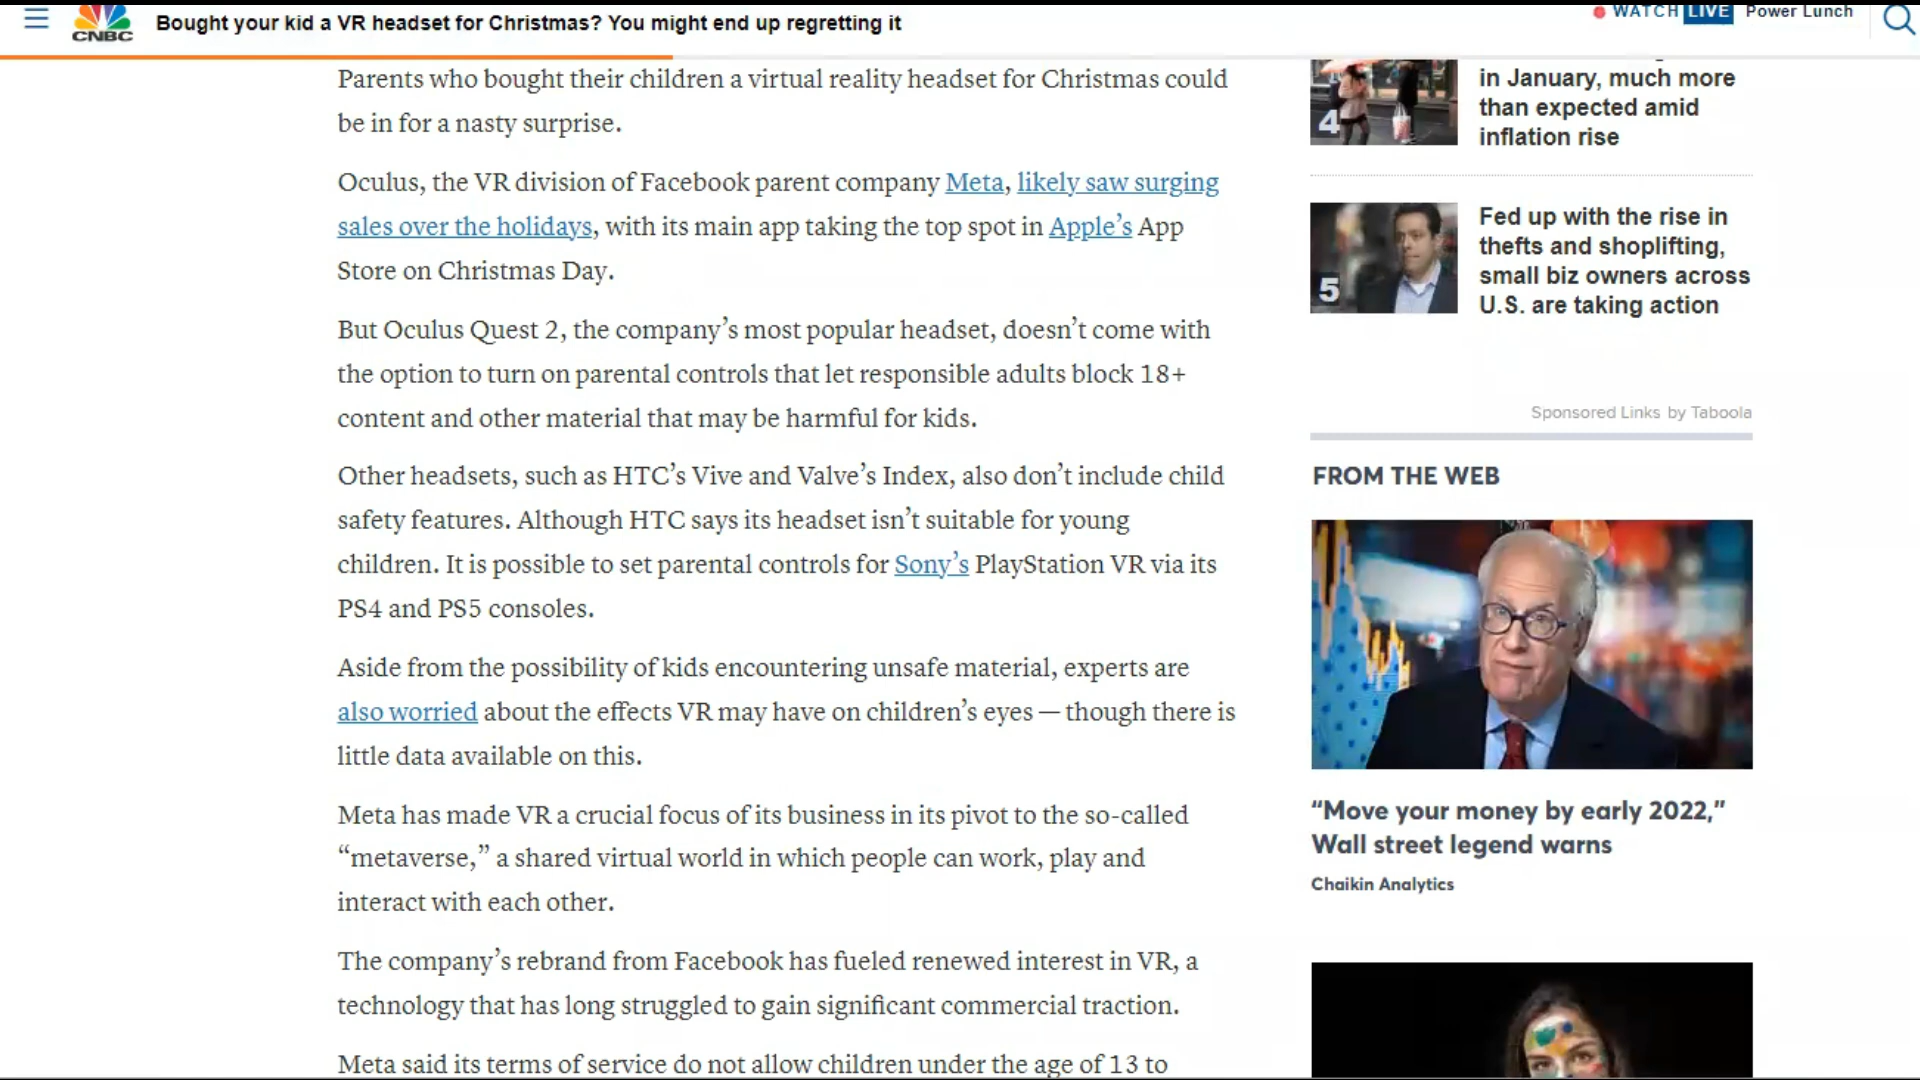 CNBC
Bought your kid a VR headset for Christmas? You might end up regretting it
WATCH LIVE Power Lunch
Parents who bought their children a virtual reality headset for Christmas could
be in for a nasty surprise.
Oculus, the VR division of Facebook parent company Meta, likely saw surging
sales over the holidays, with its main app taking the top spot in Apple’s App
Store on Christmas Day.
But Oculus Quest 2, the company’s most popular headset, doesn’t come with
the option to turn on parental controls that let responsible adults block 18+
content and other material that may be harmful for kids.
Other headsets, such as HTC’s Vive and Valve’s Index, also don’t include child
safety features. Although HTC says its headset isn’t suitable for young
children. It is possible to set parental controls for Sony’s PlayStation VR via its
PS4 and PS5 consoles.
Aside from the possibility of kids encountering unsafe material, experts are
also worried about the effects VR may have on children’s eyes — though there is
little data available on this.
Meta has made VR a crucial focus of its business in its pivot to the so-called
“metaverse,” a shared virtual world in which people can work, play and
interact with each other.
The company’s rebrand from Facebook has fueled renewed interest in VR, a
technology that has long struggled to gain significant commercial traction.
Meta said its terms of service do not allow children under the age of 13 to
4
in January, much more
than expected amid
inflation rise
5
Fed up with the rise in
thefts and shoplifting,
small biz owners across
U.S. are taking action
Sponsored Links by Taboola
FROM THE WEB
“Move your money by early 2022,”
Wall street legend warns
Chaikin Analytics